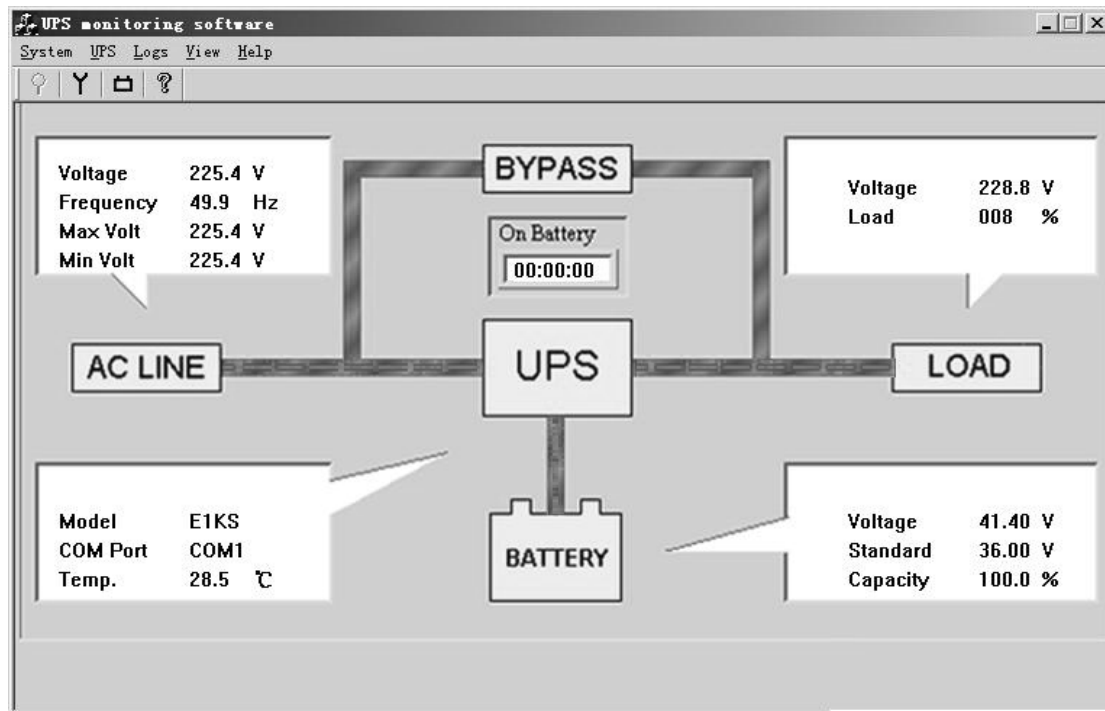 UPS monitoring software
System UPS Logs View Help
Voltage 225.4 V
Frequency 49.9 Hz
Max Volt 225.4 V
Min Volt 225.4 V
BYPASS
On Battery
00:00:00
Voltage 228.8 V
Load 008 %
AC LINE
UPS
LOAD
Model E1KS
COM Port COM1
Temp. 28.5 ℃
BATTERY
Voltage 41.40 V
Standard 36.00 V
Capacity 100.0 %